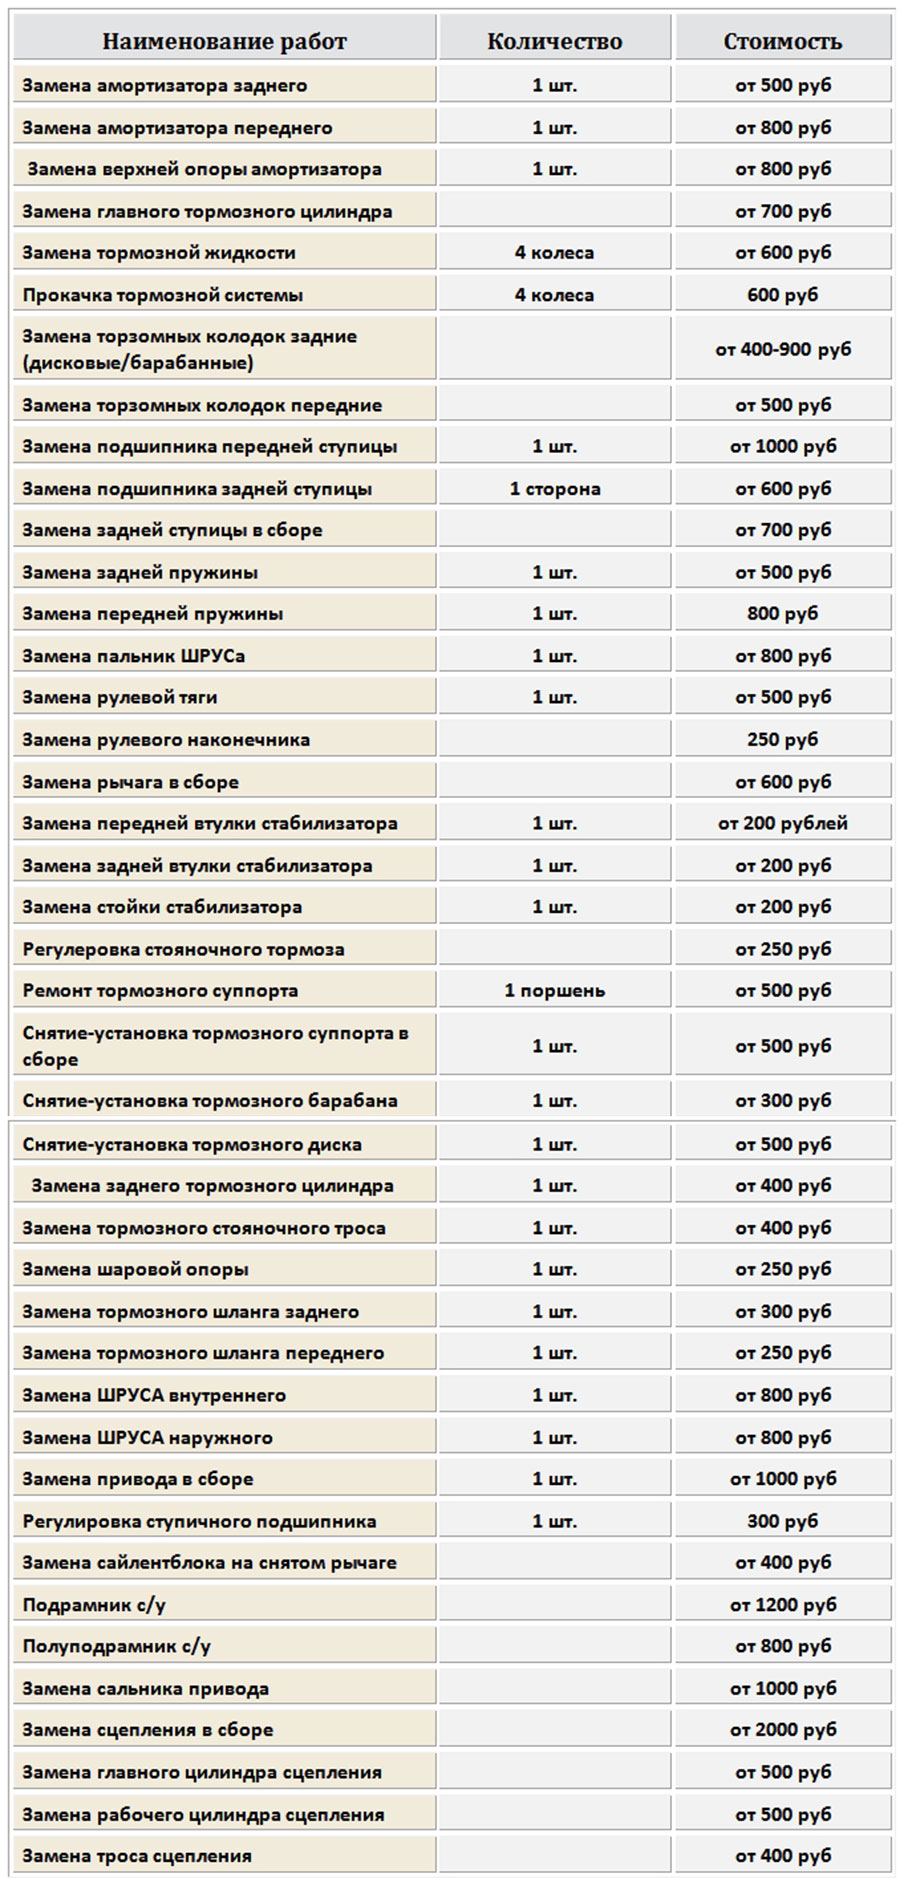 Наименование работ Количество Стоимость
Замена амортизатора заднего 1 шт. от 500 руб
Замена амортизатора переднего 1 шт. от 800 руб
Замена верхней опоры амортизатора 1 шт. от 800 руб
Замена главного тормозного цилиндра от 700 руб
Замена тормозной жидкости 4 колеса от 600 руб
Прокачка тормозной системы 4 колеса 600 руб
Замена торзомных колодок задние
(дисковые/барабанные) от 400-900 руб
Замена торзомных колодок передние от 500 руб
Замена подшипника передней ступицы 1 шт. от 1000 руб
Замена подшипника задней ступицы 1 сторона от 600 руб
Замена задней ступицы в сборе от 700 руб
Замена задней пружины 1 шт. от 500 руб
Замена передней пружины 1 шт. 800 руб
Замена пальник ШРУСа 1 шт. от 800 руб
Замена рулевой тяги 1 шт. от 500 руб
Замена рулевого наконечника 250 руб
Замена рычага в сборе от 600 руб
Замена передней втулки стабилизатора 1 шт. от 200 рублей
Замена задней втулки стабилизатора 1 шт. от 200 руб
Замена стойки стабилизатора 1 шт. от 200 руб
Регулеровка стояночного тормоза от 250 руб
Ремонт тормозного суппорта 1 поршень от 500 руб
Снятие-установка тормозного суппорта в
сборе 1 шт. от 500 руб
Снятие-установка тормозного барабана 1 шт. от 300 руб
Снятие-установка тормозного диска 1 шт. от 500 руб
Замена заднего тормозного цилиндра 1 шт. от 400 руб
Замена тормозного стояночного троса 1 шт. от 400 руб
Замена шаровой опоры 1 шт. от 250 руб
Замена тормозного шланга заднего 1 шт. от 300 руб
Замена тормозного шланга переднего 1 шт. от 250 руб
Замена ШРУСА внутреннего 1 шт. от 800 руб
Замена ШРУСА наружного 1 шт. от 800 руб
Замена привода в сборе 1 шт. от 1000 руб
Регулировка ступичного подшипника 1 шт. 300 руб
Замена сайлентблока на снятом рычаге от 400 руб
Подрамник с/у от 1200 руб
Полуподрамник с/у от 800 руб
Замена сальника привода от 1000 руб
Замена сцепления в сборе от 2000 руб
Замена главного цилиндра сцепления от 500 руб
Замена рабочего цилиндра сцепления от 500 руб
Замена троса сцепления от 400 руб